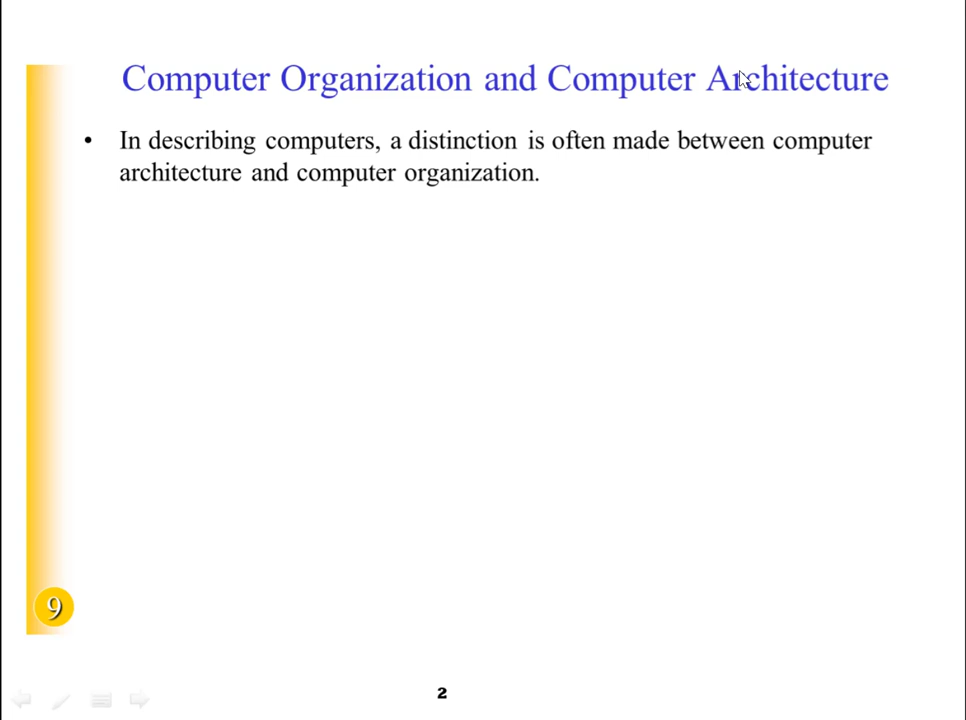 Computer Organization and Computer Architecture
• In describing computers, a distinction is often made between computer
architecture and computer organization.
9
2